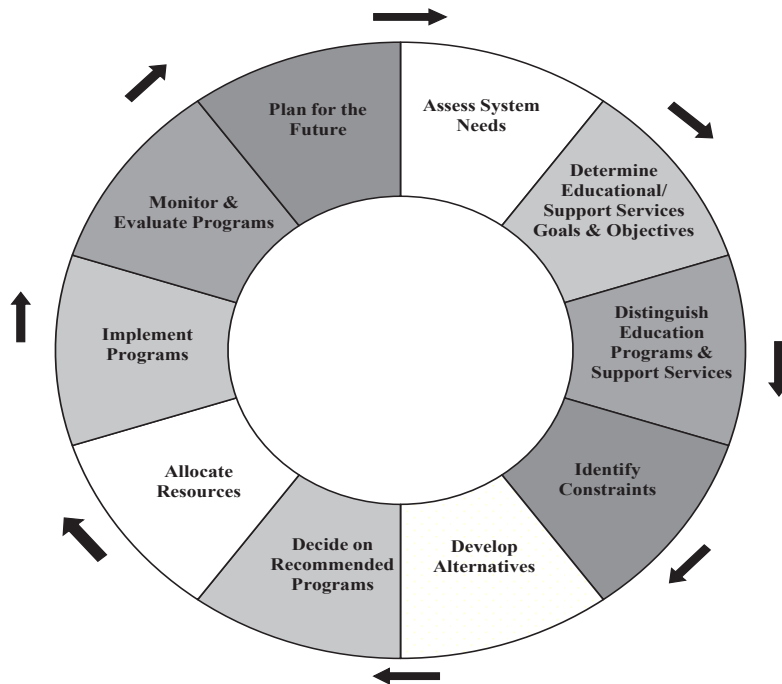 Assess System
Needs
Determine
Educational/
Support Services
Goals & Objectives
Distinguish
Education
Programs &
Support Services
Identify
Constraints
Develop
Alternatives
Decide on
Recommended
Programs
Allocate
Resources
Implement
Programs
Monitor &
Evaluate Programs
Plan for the
Future